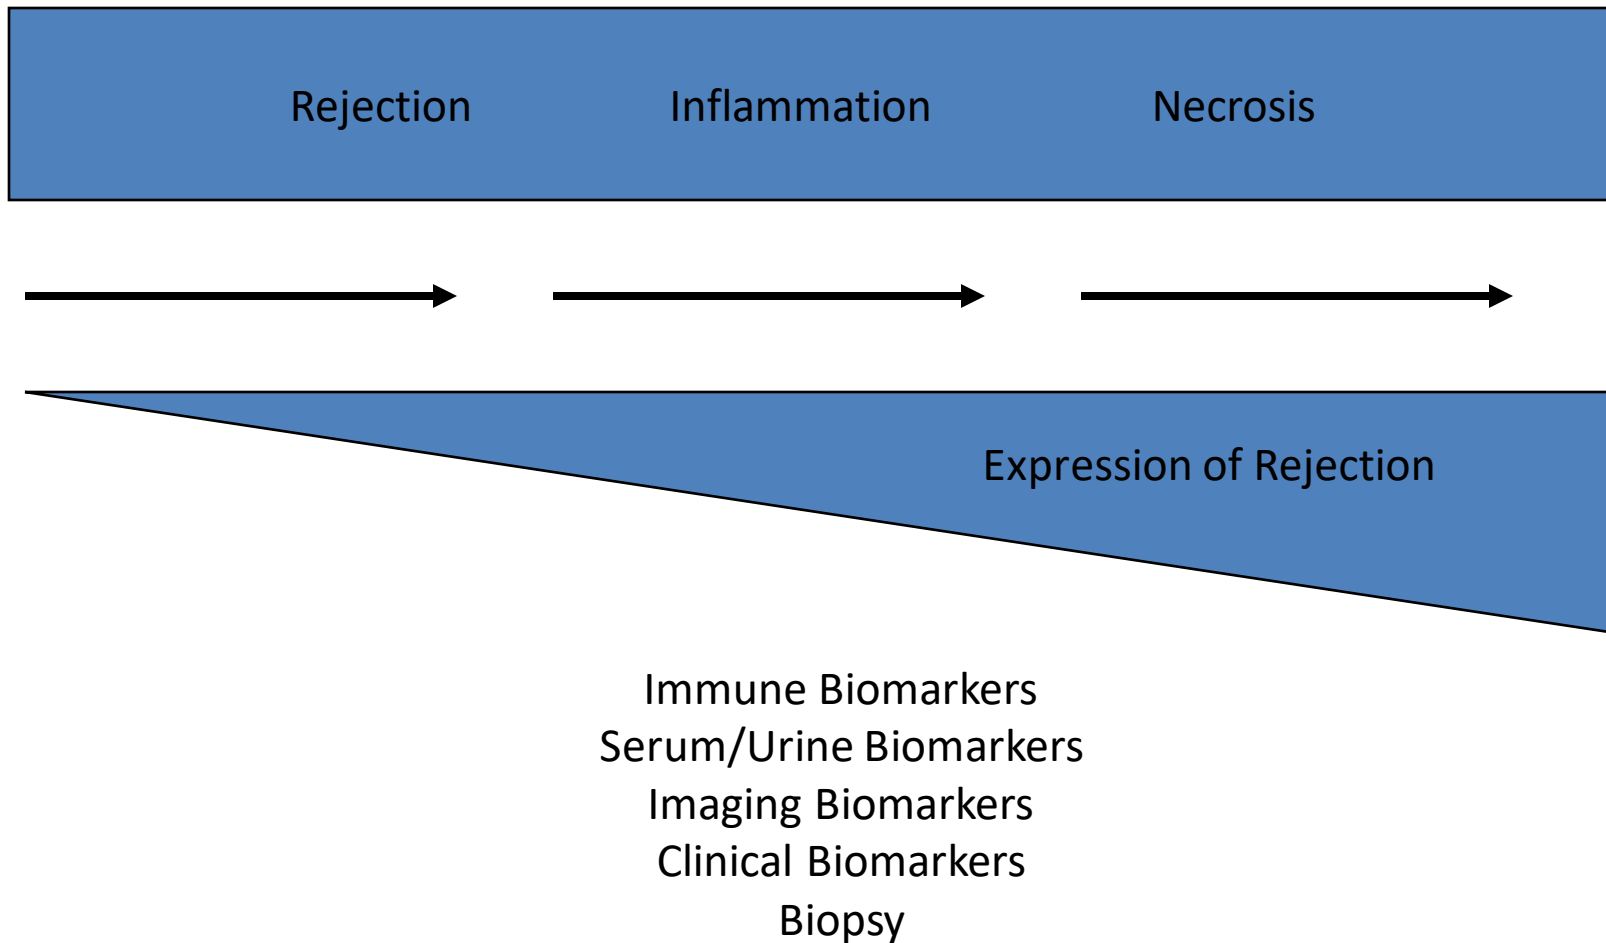 Rejection Inflammation Necrosis
Expression of Rejection
Immune Biomarkers
Serum/Urine Biomarkers
Imaging Biomarkers
Clinical Biomarkers
Biopsy